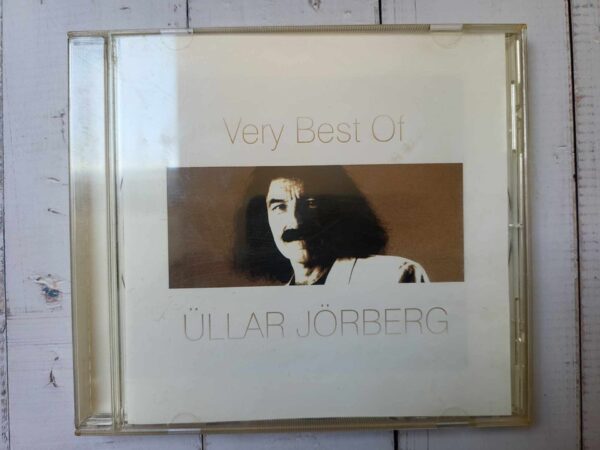 Very Best Of
ÜLLAR JÖRBERG